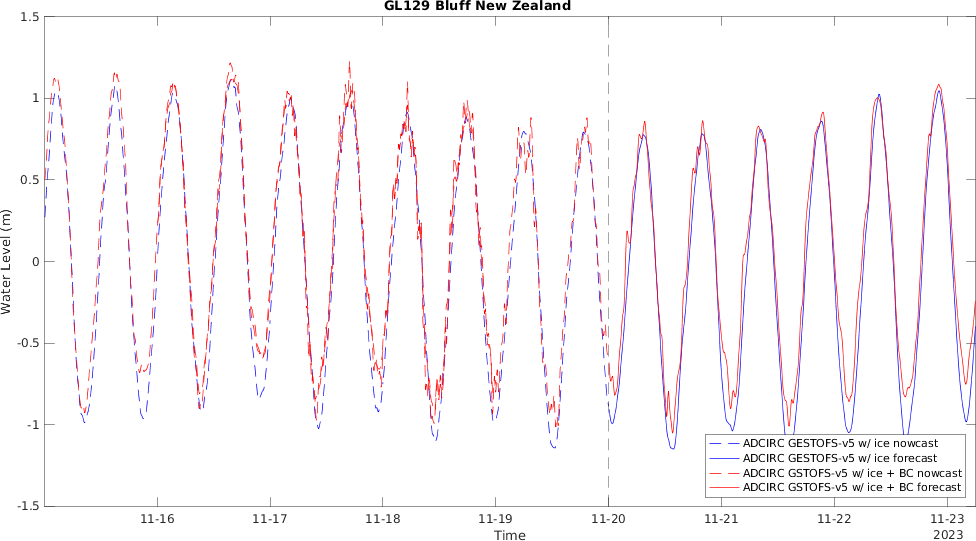 GL129 Bluff New Zealand
1.5
1
0.5
0
-0.5
-1
-1.5
Water Level (m)
11-16
11-17
11-18
11-19
11-20
11-21
11-22
11-23
2023
Time
ADCIRC GESTOFS-v5 w/ ice nowcast
ADCIRC GESTOFS-v5 w/ ice forecast
ADCIRC GSTOFS-v5 w/ ice + BC nowcast
ADCIRC GSTOFS-v5 w/ ice + BC forecast